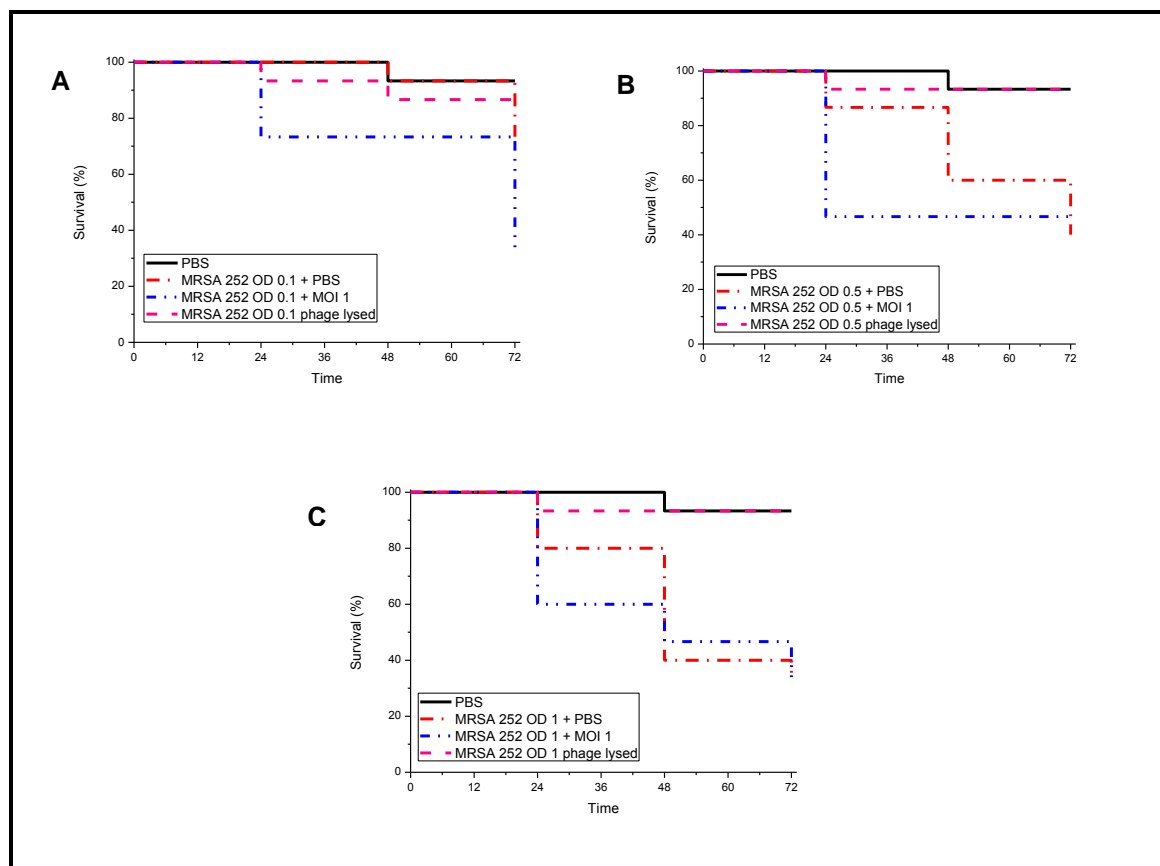 A
100
80
60
40
20
0
Survival (%)
PBS
MRSA 252 OD 0.1 + PBS
MRSA 252 OD 0.1 + MOI 1
MRSA 252 OD 0.1 phage lysed
0 12 24 36 48 60 72
Time
B
100
80
60
40
20
0
Survival (%)
PBS
MRSA 252 OD 0.5 + PBS
MRSA 252 OD 0.5 + MOI 1
MRSA 252 OD 0.5 phage lysed
0 12 24 36 48 60 72
Time
C
100
80
60
40
20
0
Survival (%)
PBS
MRSA 252 OD 1 + PBS
MRSA 252 OD 1 + MOI 1
MRSA 252 OD 1 phage lysed
0 12 24 36 48 60 72
Time